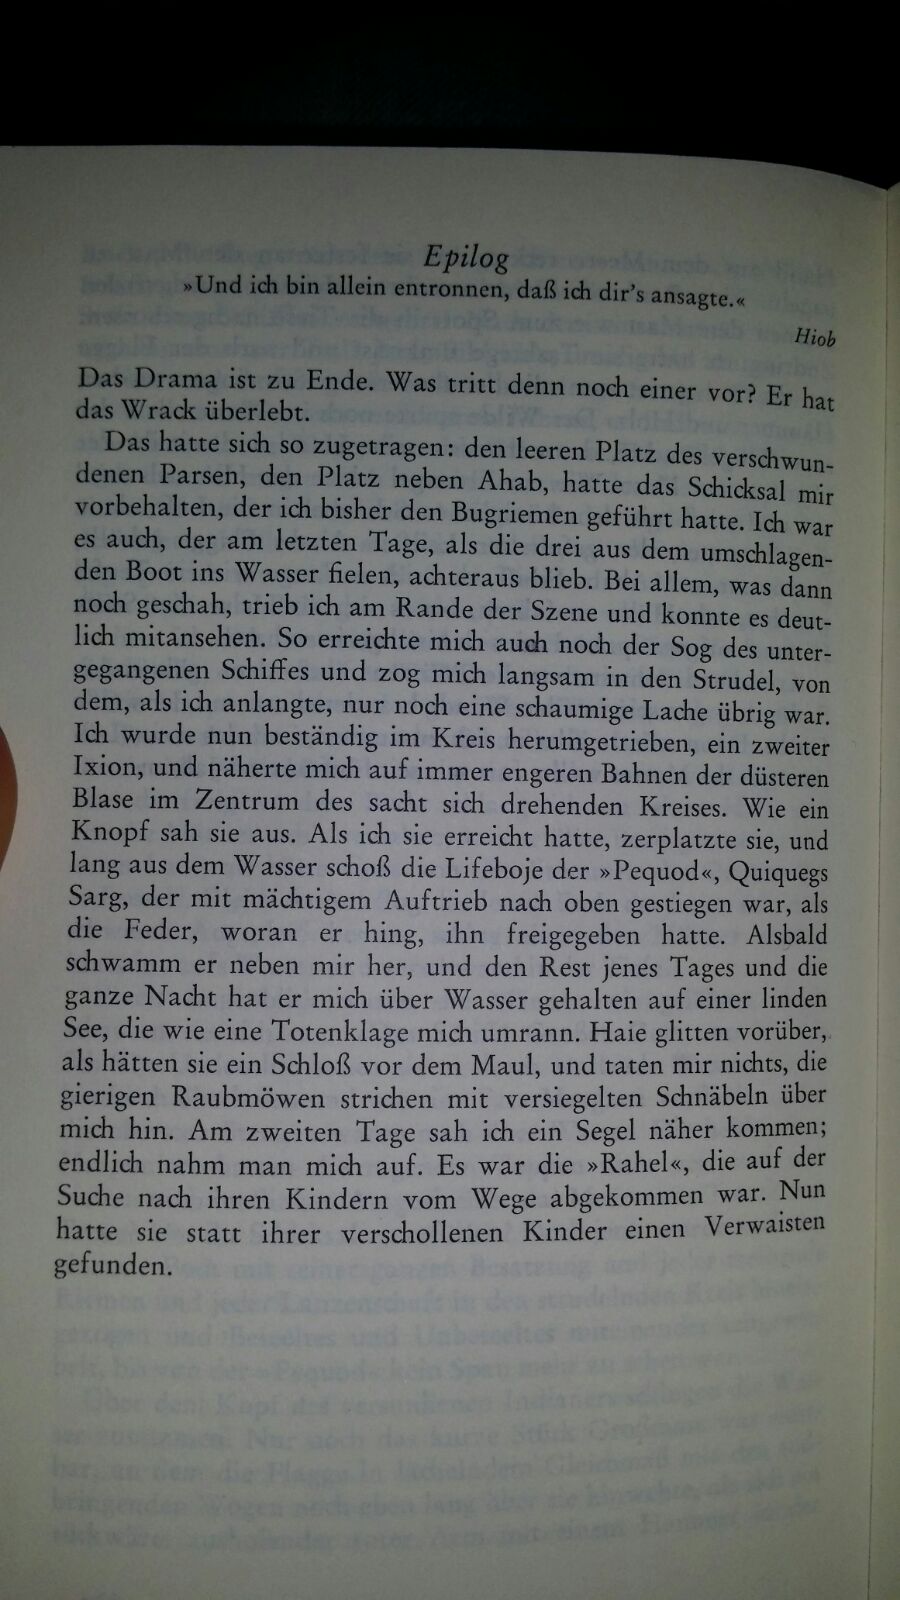 Epilog
»Und ich bin allein entronnen, daß ich dir's ansagte.«
Hiob
Das Drama ist zu Ende. Was tritt denn noch einer vor? Er hat
das Wrack überlebt.
Das hatte sich so zugetragen: den leeren Platz des verschwun-
denen Parsen, den Platz neben Ahab, hatte das Schicksal mir
vorbehalten, der ich bisher den Bugriemen geführt hatte. Ich war
es auch, der am letzten Tage, als die drei aus dem umschlagen-
den Boot ins Wasser fielen, achteraus blieb. Bei allem, was dann
noch geschah, trieb ich am Rande der Szene und konnte es deut-
lich mitansehen. So erreichte mich auch noch der Sog des unter-
gegangenen Schiffes und zog mich langsam in den Strudel, von
dem, als ich anlangte, nur noch eine schaumige Lache übrig war.
Ich wurde nun beständig im Kreis herumgetrieben, ein zweiter
Ixion, und näherte mich auf immer engeren Bahnen der düsteren
Blase im Zentrum des sacht sich drehenden Kreises. Wie ein
Knopf sah sie aus. Als ich sie erreicht hatte, zerplatzte sie, und
lang aus dem Wasser schoß die Lifeboje der »Pequod«, Quiquegs
Sarg, der mit mächtigem Auftrieb nach oben gestiegen war, als
die Feder, woran er hing, ihn freigegeben hatte. Alsbald
schwamm er neben mir her, und den Rest jenes Tages und die
ganze Nacht hat er mich über Wasser gehalten auf einer linden
See, die wie eine Totenklage mich umrann. Haie glitten vorüber,
als hätten sie ein Schloß vor dem Maul, und taten mir nichts, die
gierigen Raubmöwen strichen mit versiegelten Schnäbeln über
mich hin. Am zweiten Tage sah ich ein Segel näher kommen;
endlich nahm man mich auf. Es war die »Rahel«, die auf der
Suche nach ihren Kindern vom Wege abgekommen war. Nun
hatte sie statt ihrer verschollenen Kinder einen Verwaisten
gefunden.